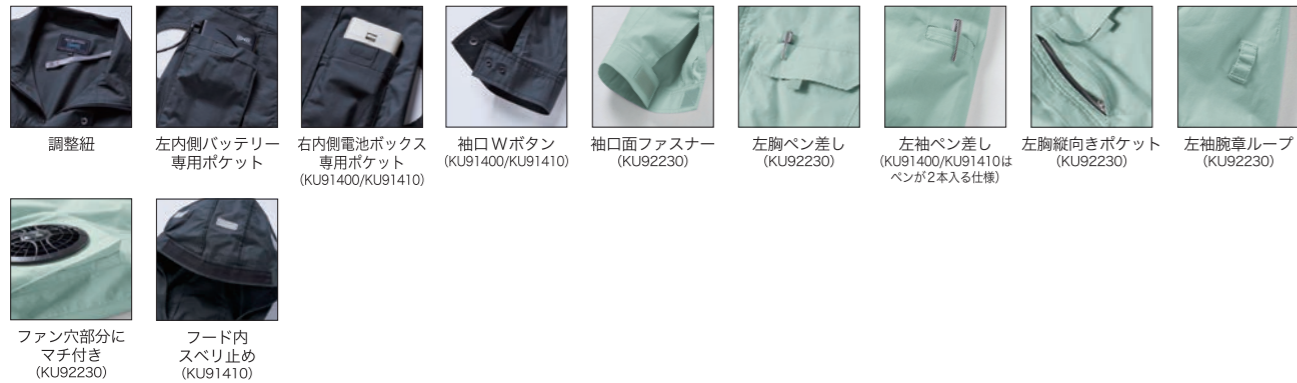 調整紐
左内側バッテリー
専用ポケット
右内側電池ボックス
専用ポケット
(KU91400/KU91410)
袖口Wボタン
(KU91400/KU91410)
袖口面ファスナー
(KU92230)
左胸ペン差し
(KU92230)
左袖ペン差し
(KU91400/KU91410は
ペンが2本入る仕様)
左胸縦向きポケット
(KU92230)
左袖腕章ループ
(KU92230)
ファン穴部分に
マチ付き
(KU92230)
フード内
スベリ止め
(KU91410)